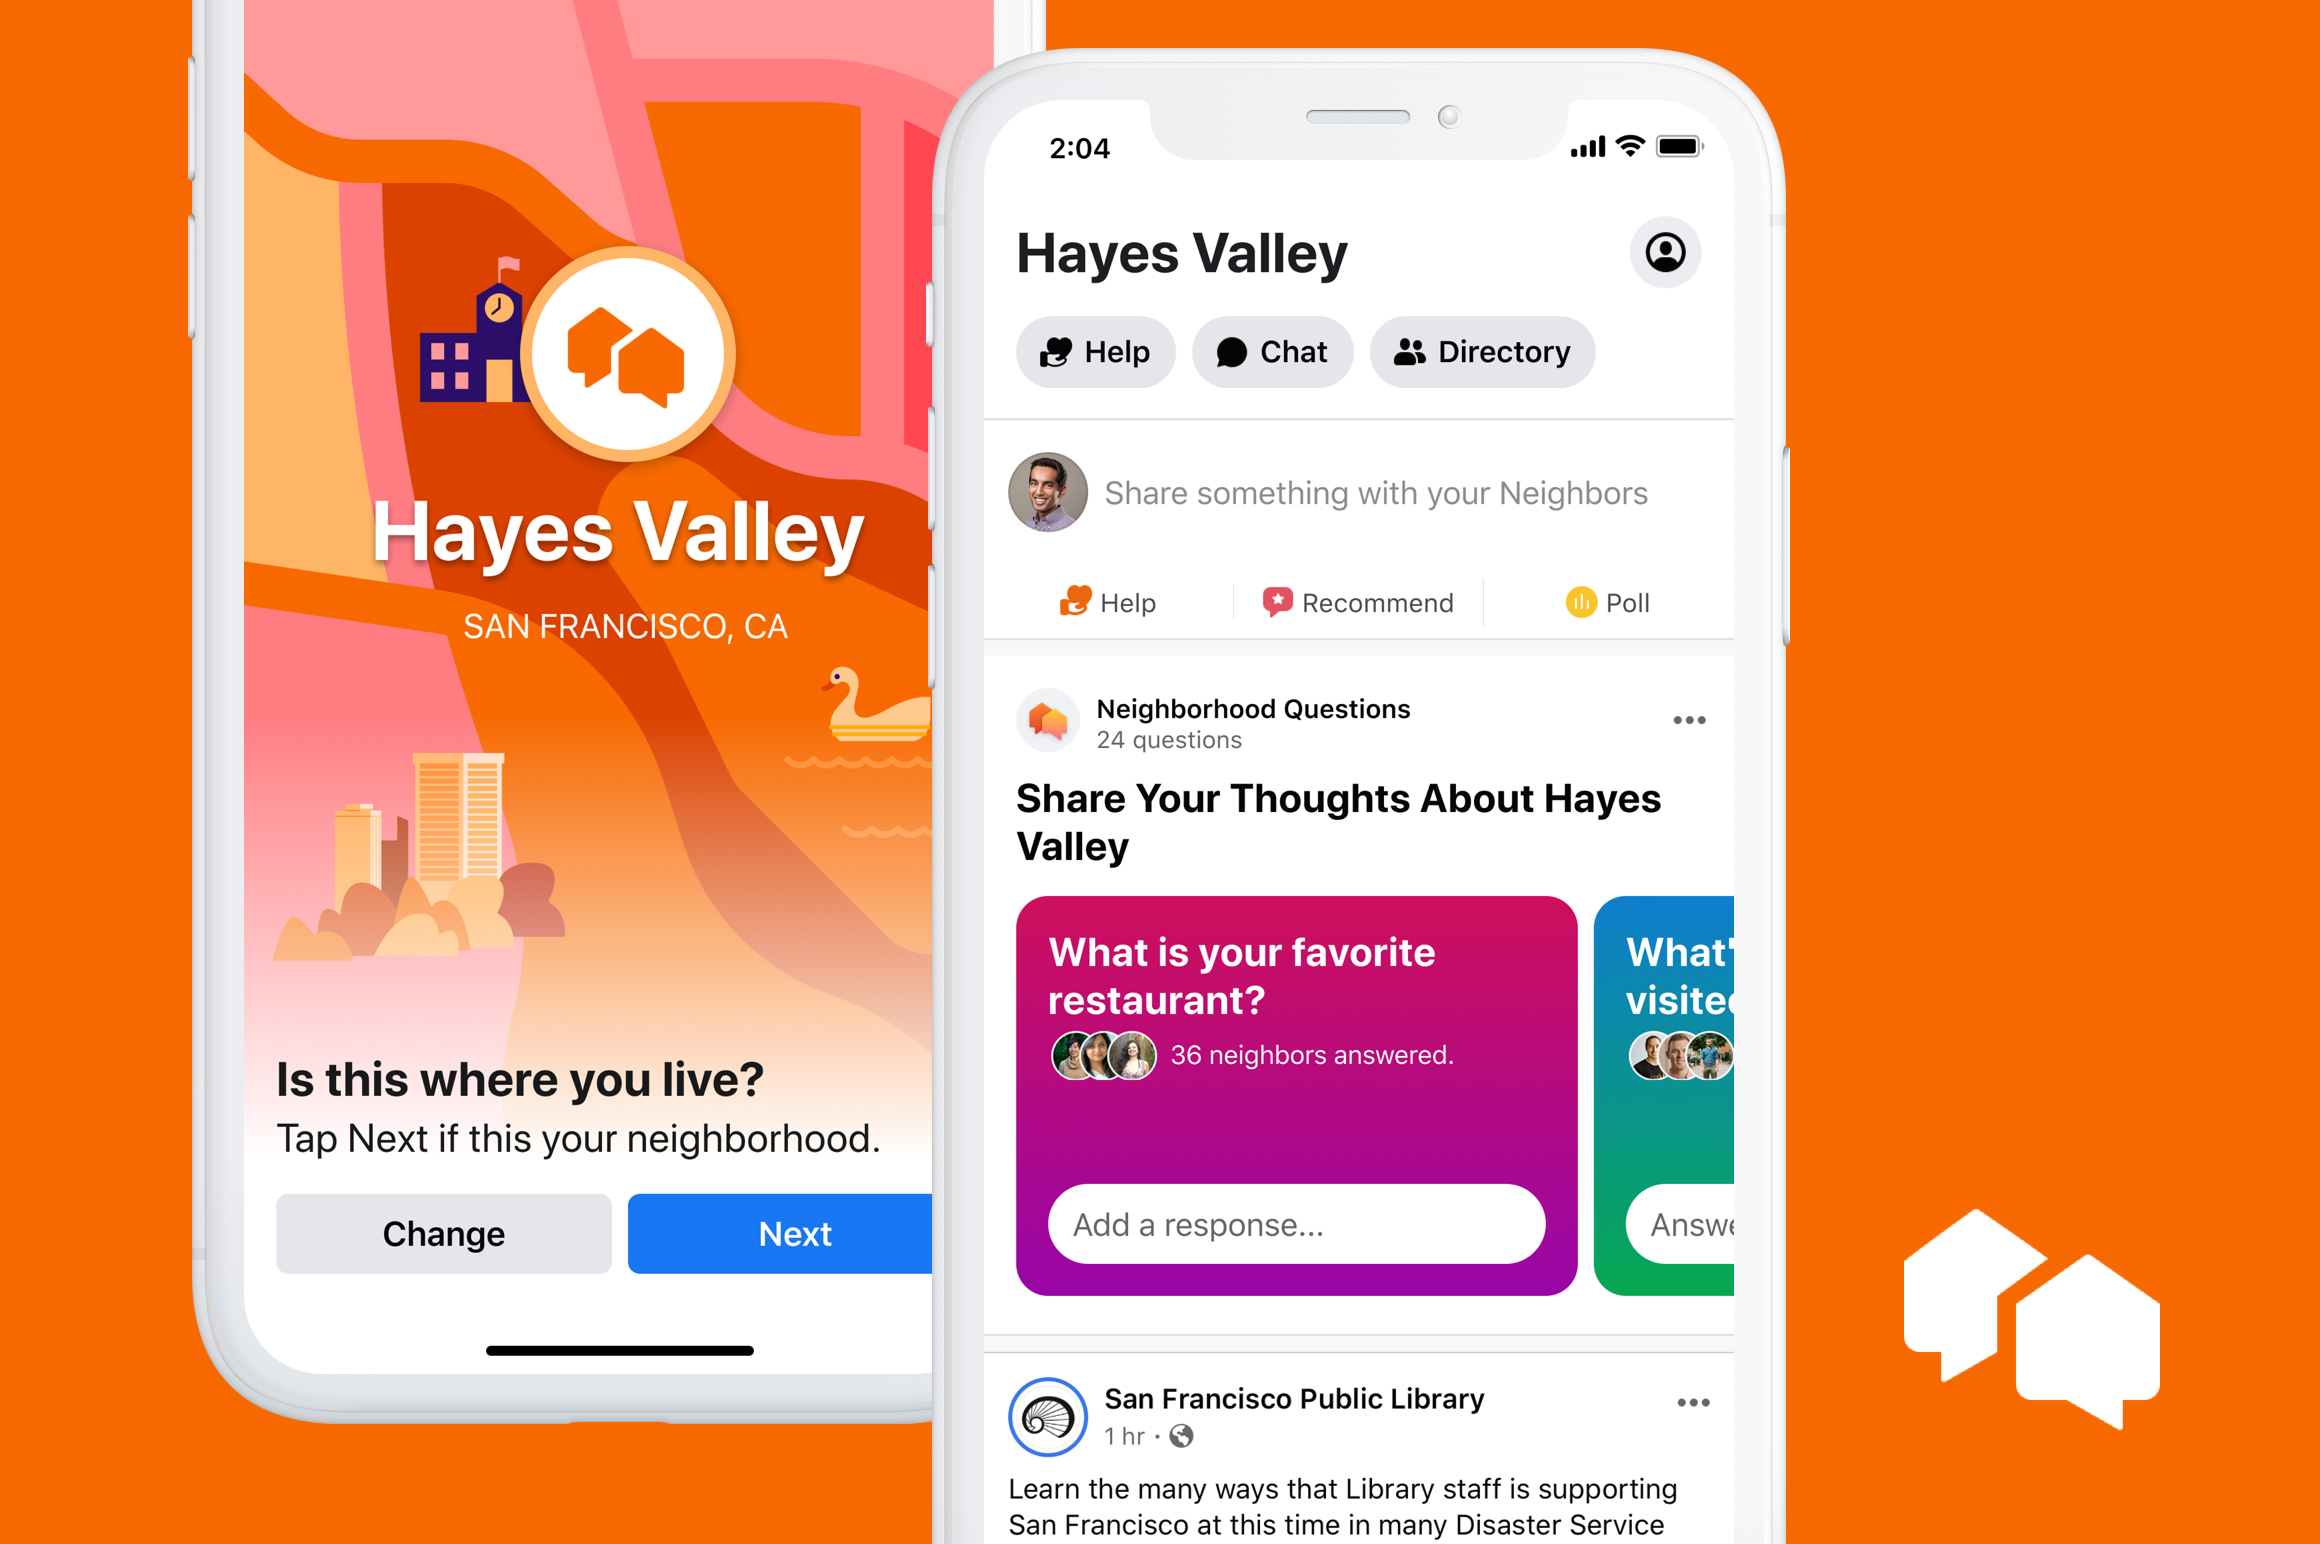 Hayes Valley
SAN FRANCISCO, CA
Is this where you live?
Tap Next if this your neighborhood.
Change
Next
2:04
Hayes Valley
Help
Chat
Directory
Share something with your Neighbors
Help
Recommend
Poll
Neighborhood Questions
24 questions
Share Your Thoughts About Hayes
Valley
What is your favorite
restaurant?
36 neighbors answered.
Add a response...
What'
visited
Answe
San Francisco Public Library
1 hr ·
Learn the many ways that Library staff is supporting
San Francisco at this time in many Disaster Service